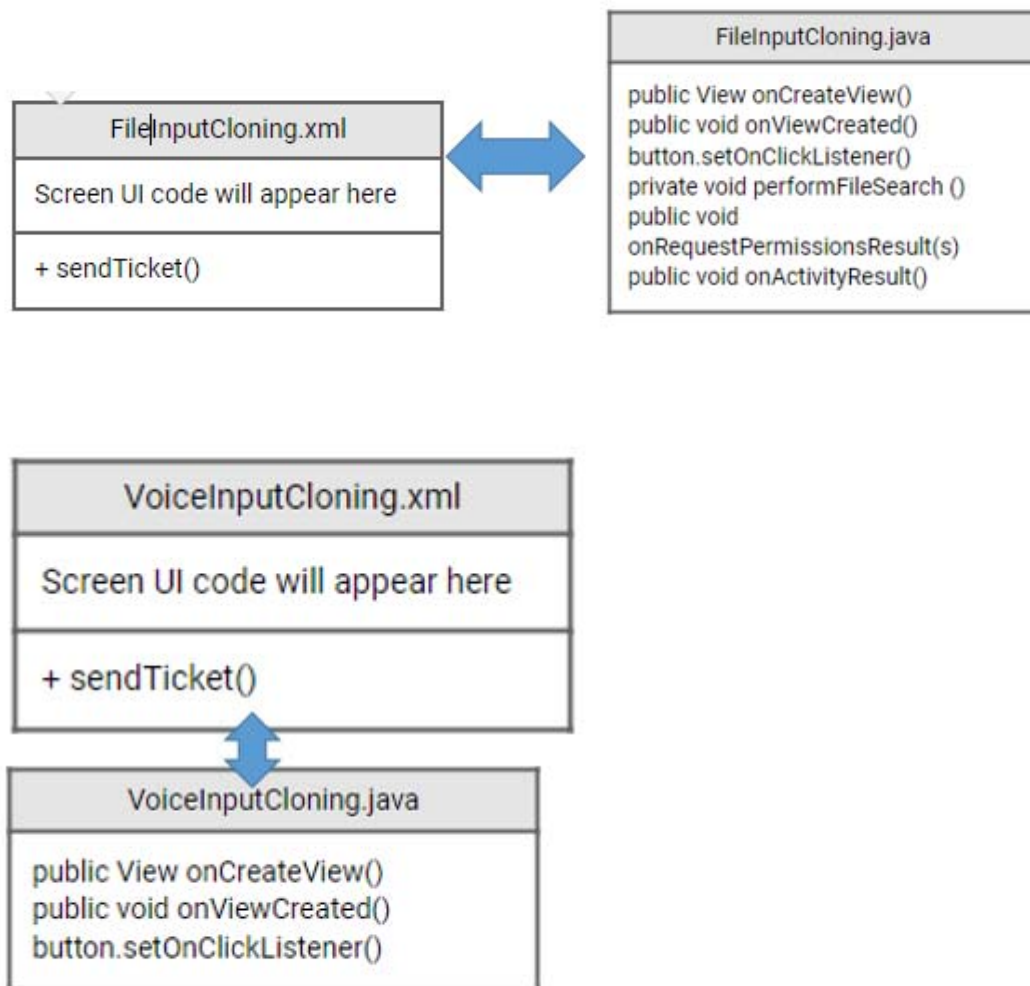 FileInputCloning.xml
Screen UI code will appear here
+ sendTicket()
FileInputCloning.java
public View onCreateView()
public void onViewCreated()
button.setOnClickListener()
private void performFileSearch ()
public void
onRequestPermissionsResult(s)
public void onActivityResult()
VoiceInputCloning.xml
Screen UI code will appear here
+ sendTicket()
VoiceInputCloning.java
public View onCreateView()
public void onViewCreated()
button.setOnClickListener()